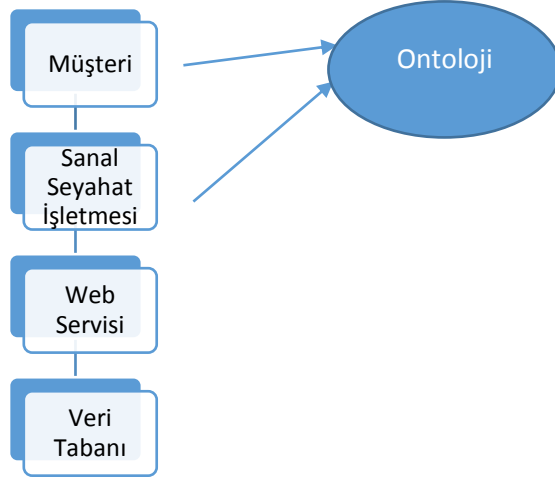 Müşteri
Ontoloji
Sanal
Seyahat
İşletmesi
Web
Servisi
Veri
Tabanı